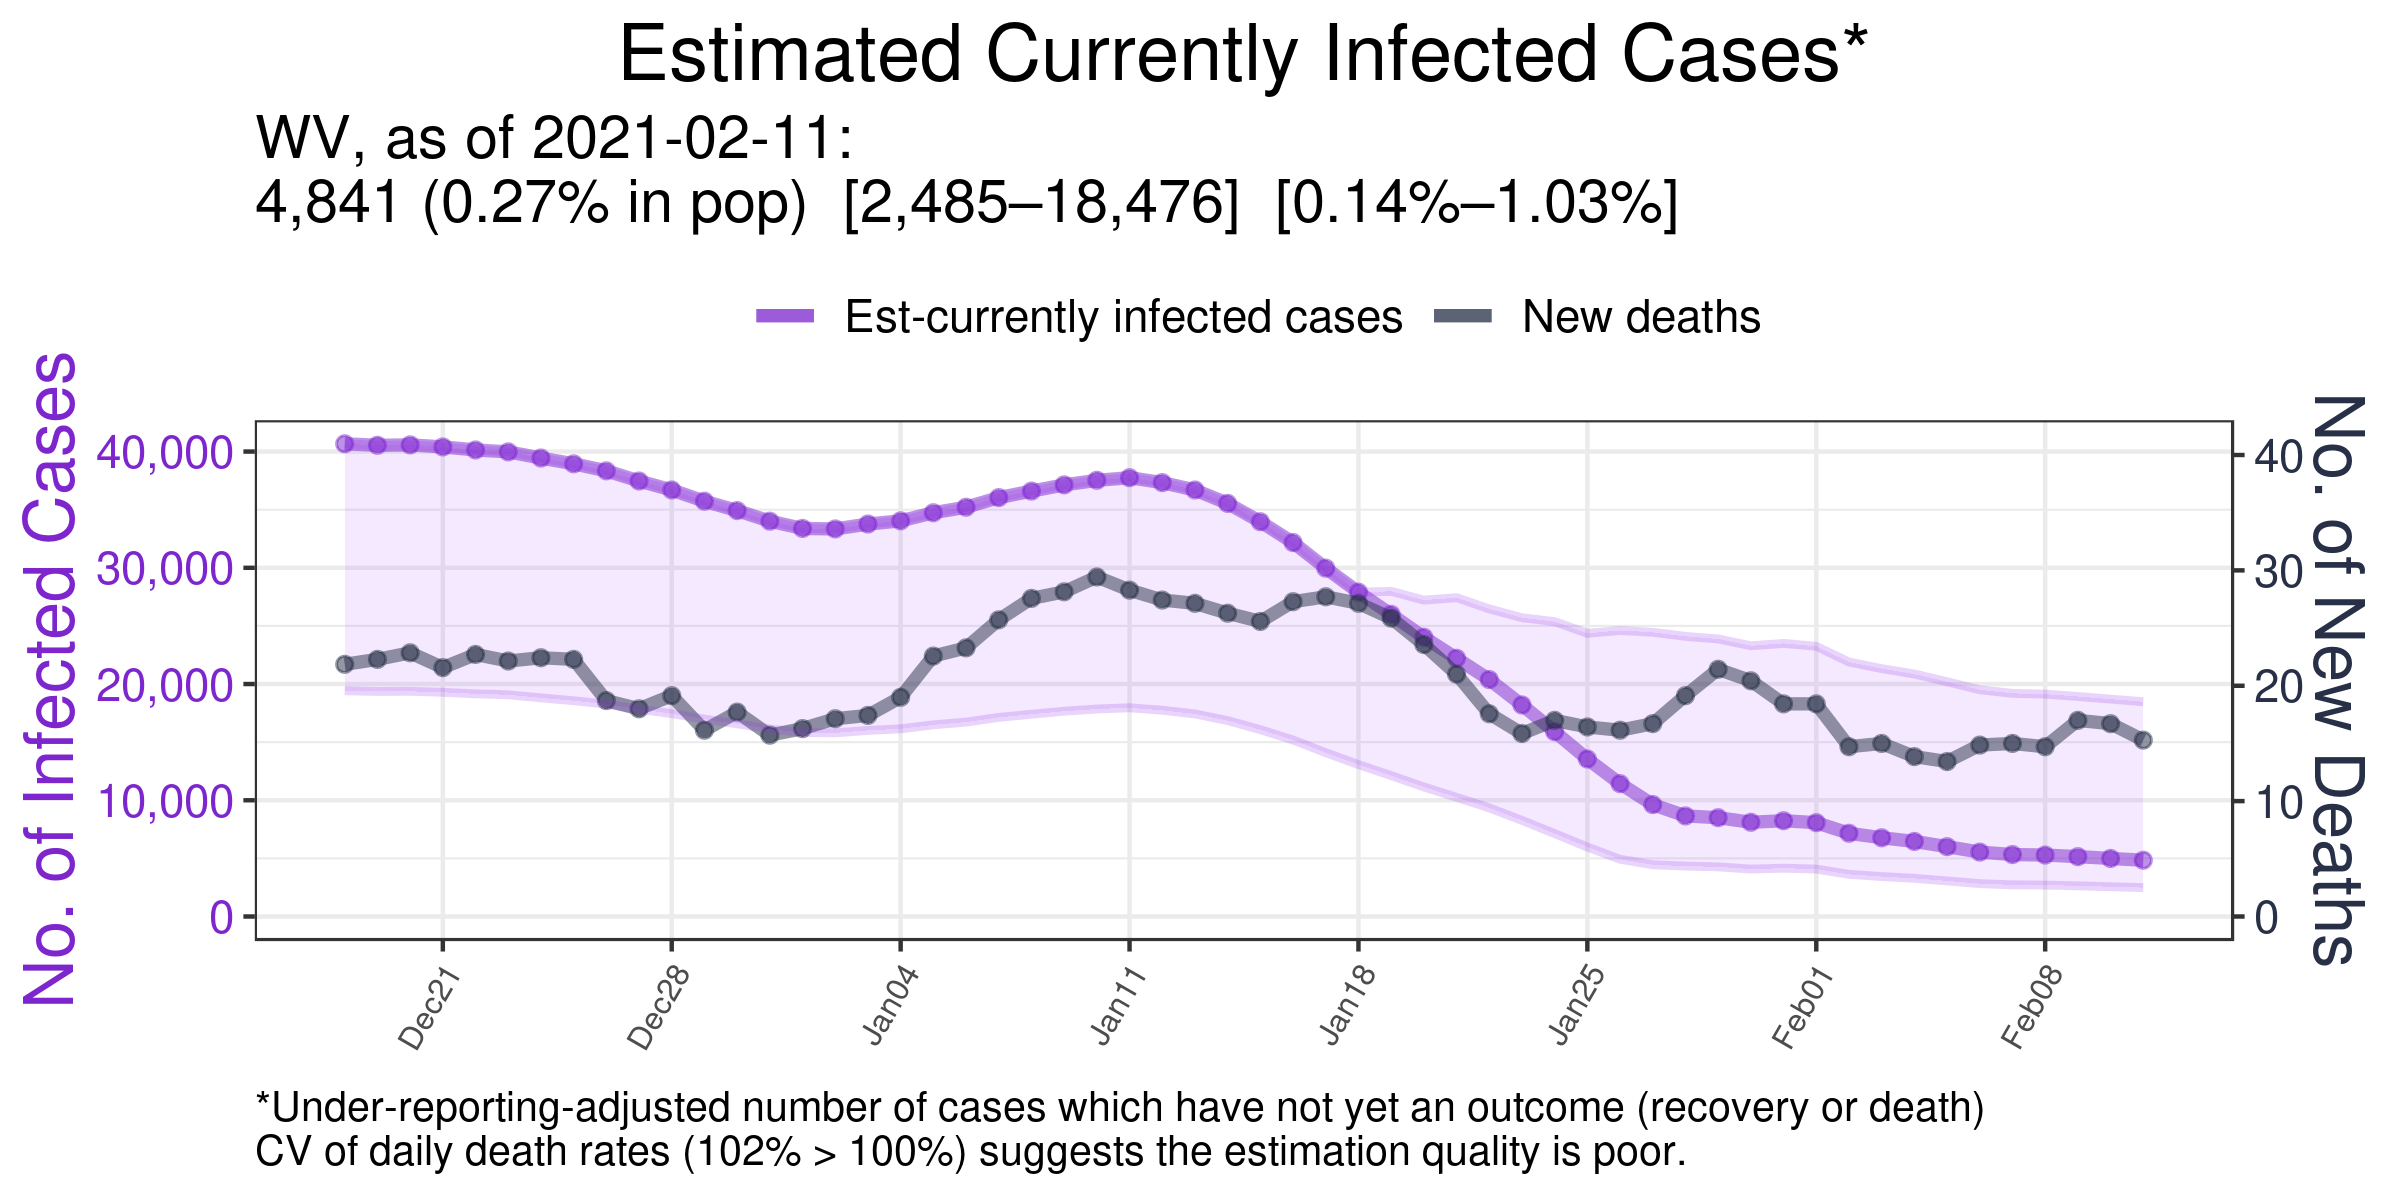 Estimated Currently Infected Cases*
WV, as of 2021-02-11:
4,841 (0.27% in pop)  [2,485–18,476]  [0.14%–1.03%]
Est-currently infected cases
New deaths
No. of Infected Cases
40,000
30,000
20,000
10,000
0
40
30
20
10
0
No. of New Deaths
Dec21
Dec28
Jan04
Jan11
Jan18
Jan25
Feb01
Feb08
*Under-reporting-adjusted number of cases which have not yet an outcome (recovery or death)
CV of daily death rates (102% > 100%) suggests the estimation quality is poor.